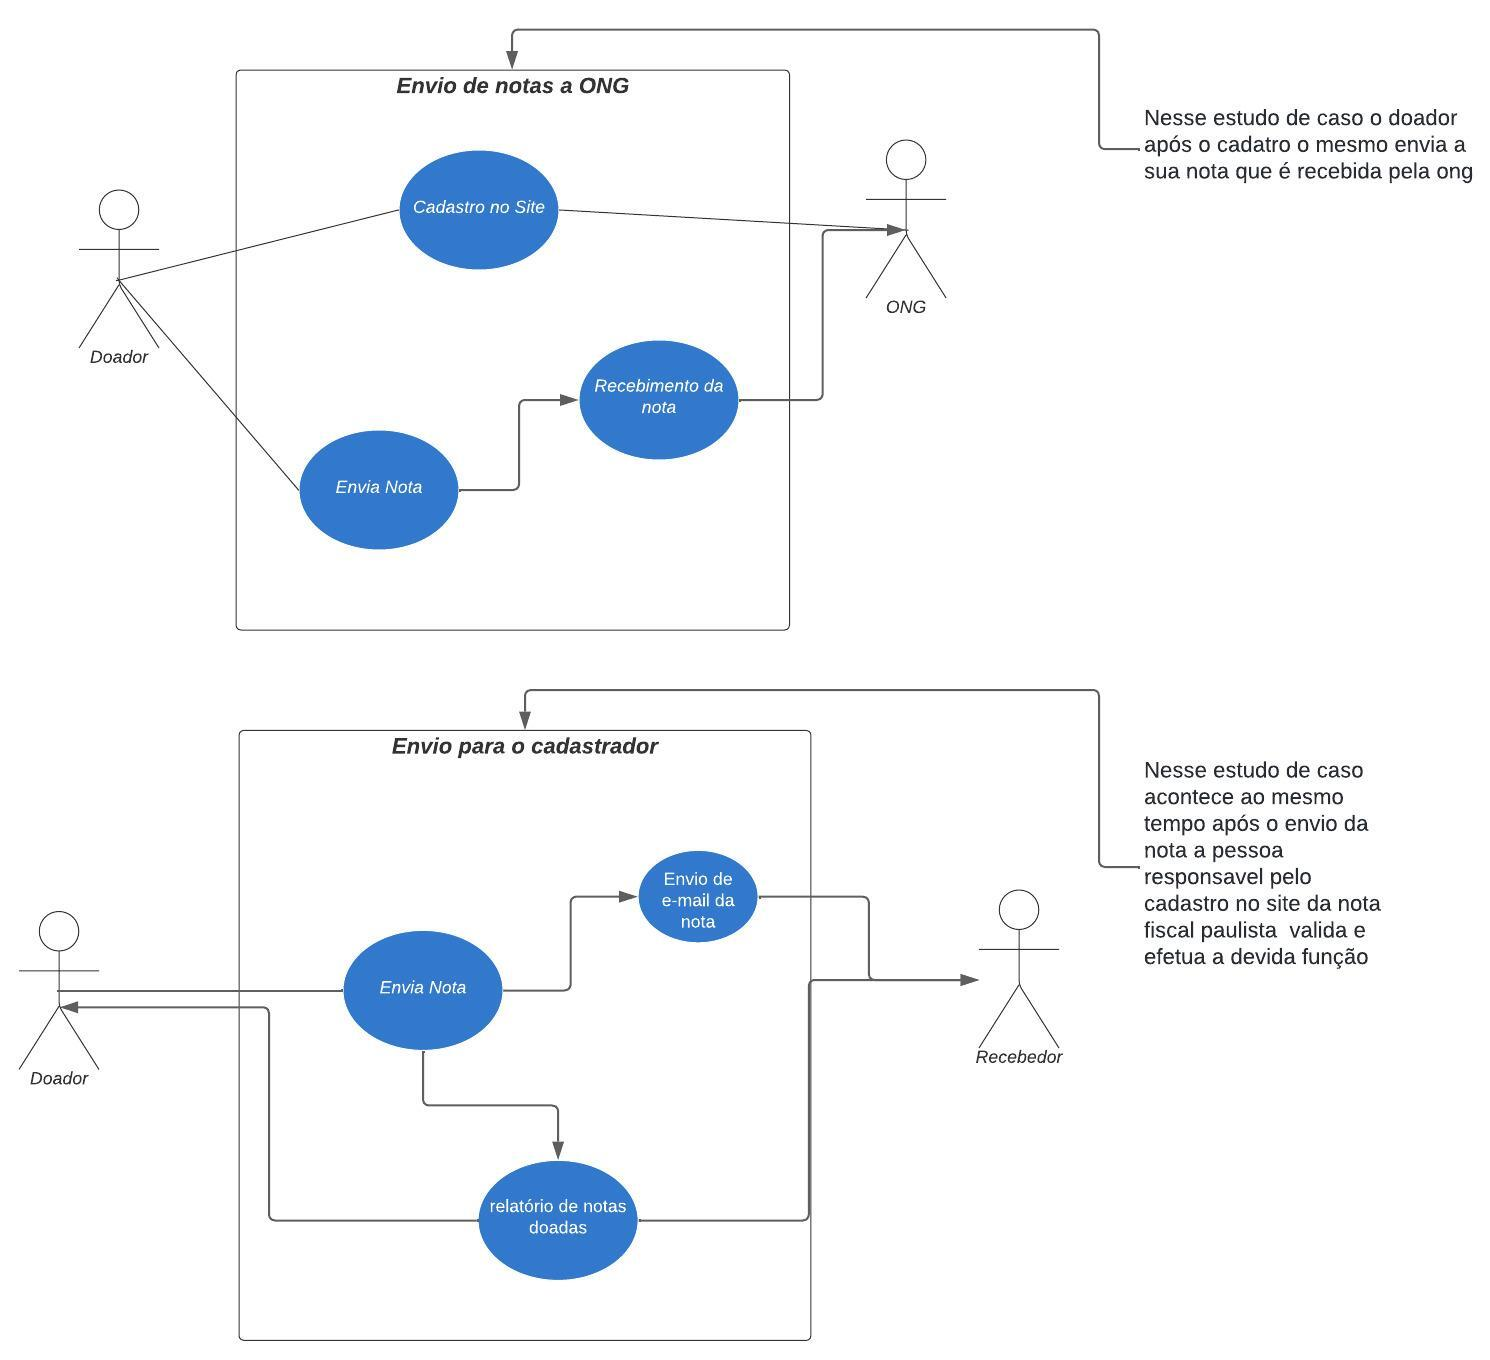 Envio de notas a ONG
Nesse estudo de caso o doador
após o cadatro o mesmo envia a
sua nota que é recebida pela ong
Cadastro no Site
ONG
Doador
Recebimento da
nota
Envia Nota
Envio para o cadastrador
Nesse estudo de caso
acontece ao mesmo
tempo após o envio da
nota a pessoa
responsavel pelo
cadastro no site da nota
fiscal paulista  valida e
efetua a devida função
Envio de
e-mail da
nota
Envia Nota
Recebedor
Doador
relatório de notas
doadas